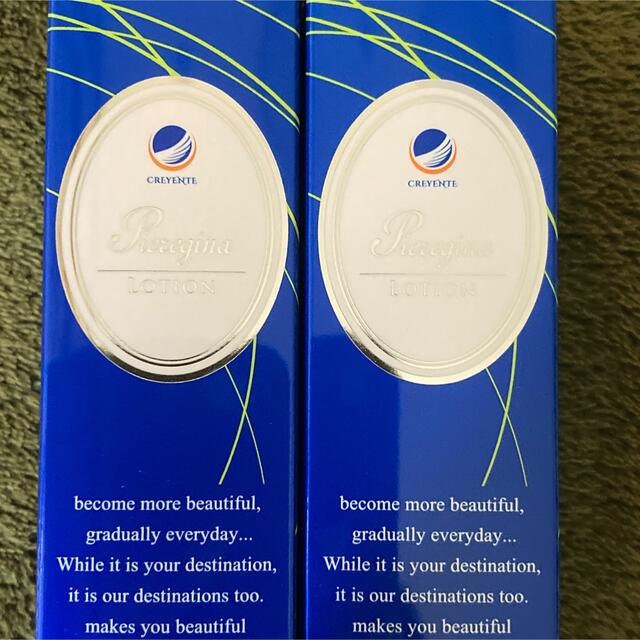 CREYENTE
Pieregina
LOTION
become more beautiful,
gradually everyday...
While it is your destination,
it is our destinations too.
makes you beautiful
CREYENTE
Pieregina
LOTION
become more beautiful,
gradually everyday...
While it is your destination,
it is our destinations too.
makes you beautiful